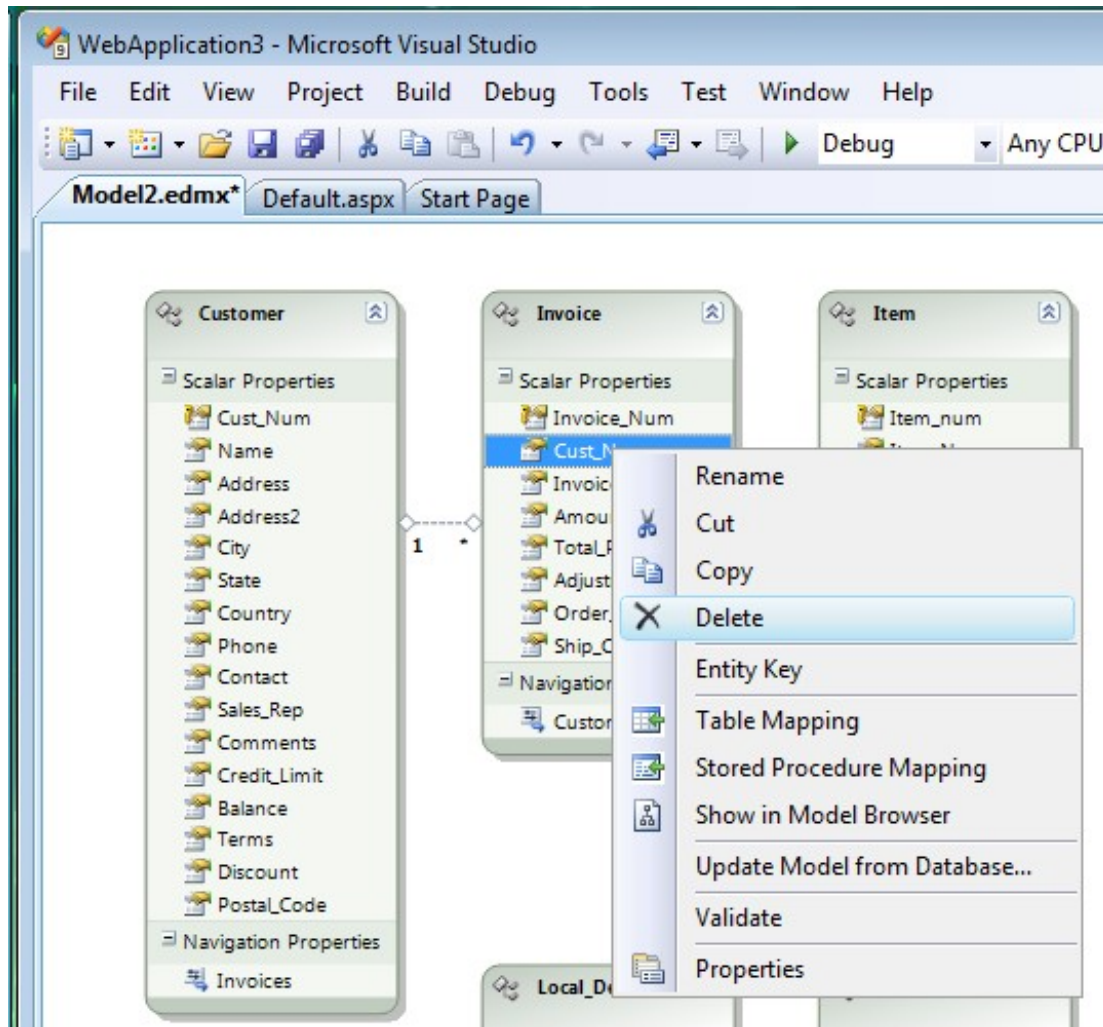 WebApplication3 - Microsoft Visual Studio
File Edit View Project Build Debug Tools Test Window Help
Debug Any CPU
Model2.edmx* Default.aspx Start Page
Customer
Scalar Properties
Cust_Num
Name
Address
Address2
City
State
Country
Phone
Contact
Sales_Rep
Comments
Credit_Limit
Balance
Terms
Discount
Postal_Code
Navigation Properties
Invoices
1 *
Invoice
Scalar Properties
Invoice_Num
Navigation
Item
Scalar Properties
Item_num
Rename
Cut
Copy
Delete
Entity Key
Table Mapping
Stored Procedure Mapping
Show in Model Browser
Update Model from Database...
Validate
Properties